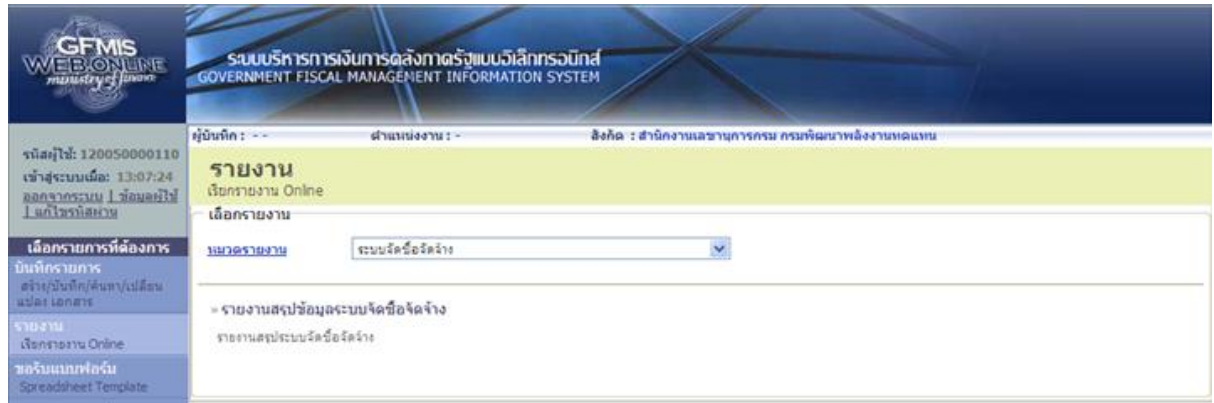 GFMIS
WEB ONLINE
ministry of finance
ระบบบริหารการเงินการคลังภาครัฐแบบอิเล็กทรอนิกส์
GOVERNMENT FISCAL MANAGEMENT INFORMATION SYSTEM
ผู้บันทึก : - - ตำแหน่งงาน : - สังกัด : สำนักงานเลขานุการกรม กรมพัฒนาพลังงานทดแทน
รหัสผู้ใช้: 120050000110
เข้าสู่ระบบเมื่อ: 13:07:24
ออกจากระบบ | ข้อมูลผู้ใช้
| แก้ไขรหัสผ่าน
รายงาน
เรียกรายงาน Online
เลือกรายงาน
หมวดรายงาน ระบบจัดซื้อจัดจ้าง
» รายงานสรุปข้อมูลระบบจัดซื้อจัดจ้าง
รายงานสรุประบบจัดซื้อจัดจ้าง
เลือกรายการที่ต้องการ
บันทึกรายการ
สร้าง/บันทึก/ค้นหา/เปลี่ยน
แปลง เอกสาร
รายงาน
เรียกรายงาน Online
ขอรับแบบฟอร์ม
Spreadsheet Template